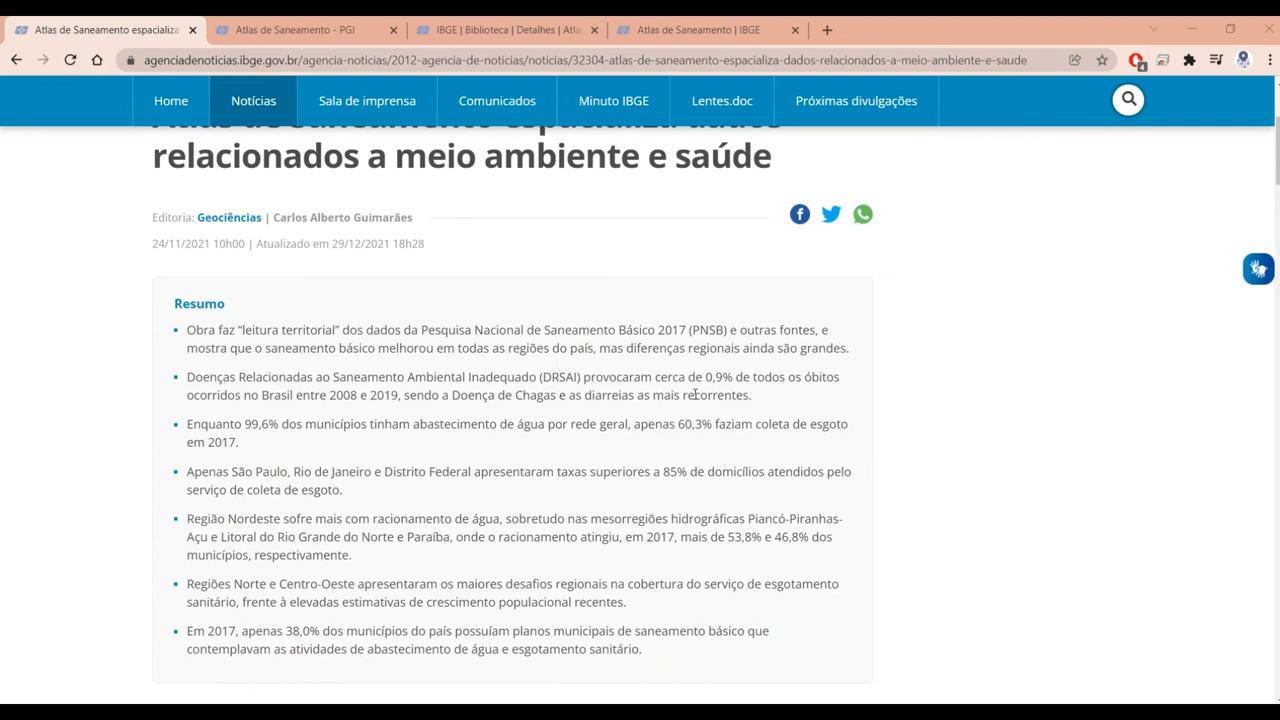 Atlas de Saneamento espacializa
Atlas de Saneamento - PGI
IBGE | Biblioteca | Detalhes | Atla
Atlas de Saneamento | IBGE
agenciadenoticias.ibge.gov.br/agencia-noticias/2012-agencia-de-noticias/noticias/32304-atlas-de-saneamento-espacializa-dados-relacionados-a-meio-ambiente-e-saude
4
Home
Notícias
Sala de imprensa
Comunicados
Minuto IBGE
Lentes.doc
Próximas divulgações
Atlas de Saneamento espacializa dados
relacionados a meio ambiente e saúde
Editoria: Geociências | Carlos Alberto Guimarães
24/11/2021 10h00 | Atualizado em 29/12/2021 18h28
Resumo
Obra faz “leitura territorial” dos dados da Pesquisa Nacional de Saneamento Básico 2017 (PNSB) e outras fontes, e
mostra que o saneamento básico melhorou em todas as regiões do país, mas diferenças regionais ainda são grandes.
Doenças Relacionadas ao Saneamento Ambiental Inadequado (DRSAI) provocaram cerca de 0,9% de todos os óbitos
ocorridos no Brasil entre 2008 e 2019, sendo a Doença de Chagas e as diarreias as mais recorrentes.
Enquanto 99,6% dos municípios tinham abastecimento de água por rede geral, apenas 60,3% faziam coleta de esgoto
em 2017.
Apenas São Paulo, Rio de Janeiro e Distrito Federal apresentaram taxas superiores a 85% de domicílios atendidos pelo
serviço de coleta de esgoto.
Região Nordeste sofre mais com racionamento de água, sobretudo nas mesorregiões hidrográficas Piancó-Piranhas-
Açu e Litoral do Rio Grande do Norte e Paraíba, onde o racionamento atingiu, em 2017, mais de 53,8% e 46,8% dos
municípios, respectivamente.
Regiões Norte e Centro-Oeste apresentaram os maiores desafios regionais na cobertura do serviço de esgotamento
sanitário, frente à elevadas estimativas de crescimento populacional recentes.
Em 2017, apenas 38,0% dos municípios do país possuíam planos municipais de saneamento básico que
contemplavam as atividades de abastecimento de água e esgotamento sanitário.